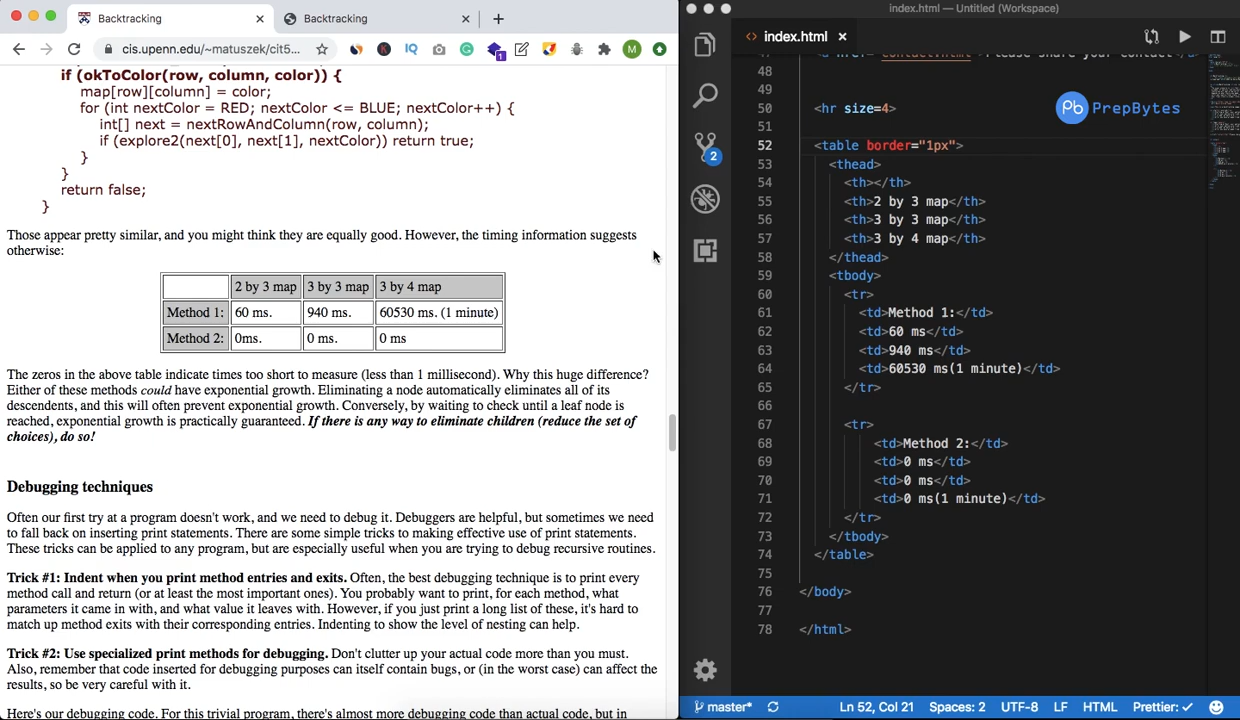 Backtracking
Backtracking
cis.upenn.edu/~matuszek/cit5...
if (okToColor(row, column, color)) {
map[row][column] = color;
for (int nextColor = RED; nextColor <= BLUE; nextColor++) {
int[] next = nextRowAndColumn(row, column);
if (explore2(next[0], next[1], nextColor)) return true;
}
}
return false;
}
Those appear pretty similar, and you might think they are equally good. However, the timing information suggests
otherwise:
2 by 3 map 3 by 3 map 3 by 4 map
Method 1: 60 ms. 940 ms. 60530 ms. (1 minute)
Method 2: 0ms. 0 ms. 0 ms
The zeros in the above table indicate times too short to measure (less than 1 millisecond). Why this huge difference?
Either of these methods could have exponential growth. Eliminating a node automatically eliminates all of its
descendents, and this will often prevent exponential growth. Conversely, by waiting to check until a leaf node is
reached, exponential growth is practically guaranteed. If there is any way to eliminate children (reduce the set of
choices), do so!
Debugging techniques
Often our first try at a program doesn't work, and we need to debug it. Debuggers are helpful, but sometimes we need
to fall back on inserting print statements. There are some simple tricks to making effective use of print statements.
These tricks can be applied to any program, but are especially useful when you are trying to debug recursive routines.
Trick #1: Indent when you print method entries and exits. Often, the best debugging technique is to print every
method call and return (or at least the most important ones). You probably want to print, for each method, what
parameters it came in with, and what value it leaves with. However, if you just print a long list of these, it's hard to
match up method exits with their corresponding entries. Indenting to show the level of nesting can help.
Trick #2: Use specialized print methods for debugging. Don't clutter up your actual code more than you must.
Also, remember that code inserted for debugging purposes can itself contain bugs, or (in the worst case) can affect the
results, so be very careful with it.
Here's our debugging code. For this trivial program, there's almost more debugging code than actual code, but in
index.html — Untitled (Workspace)
index.html
48
49
50 <hr size=4>
PrepBytes
51
52 <table border="1px">
53 <thead>
54 <th></th>
55 <th>2 by 3 map</th>
56 <th>3 by 3 map</th>
57 <th>3 by 4 map</th>
58 </thead>
59 <tbody>
60 <tr>
61 <td>Method 1:</td>
62 <td>60 ms</td>
63 <td>940 ms</td>
64 <td>60530 ms(1 minute)</td>
65 </tr>
66
67 <tr>
68 <td>Method 2:</td>
69 <td>0 ms</td>
70 <td>0 ms</td>
71 <td>0 ms(1 minute)</td>
72 </tr>
73 </tbody>
74 </table>
75
76 </body>
77
78 </html>
2
master* Ln 52, Col 21 Spaces: 2 UTF-8 LF HTML Prettier: ✓